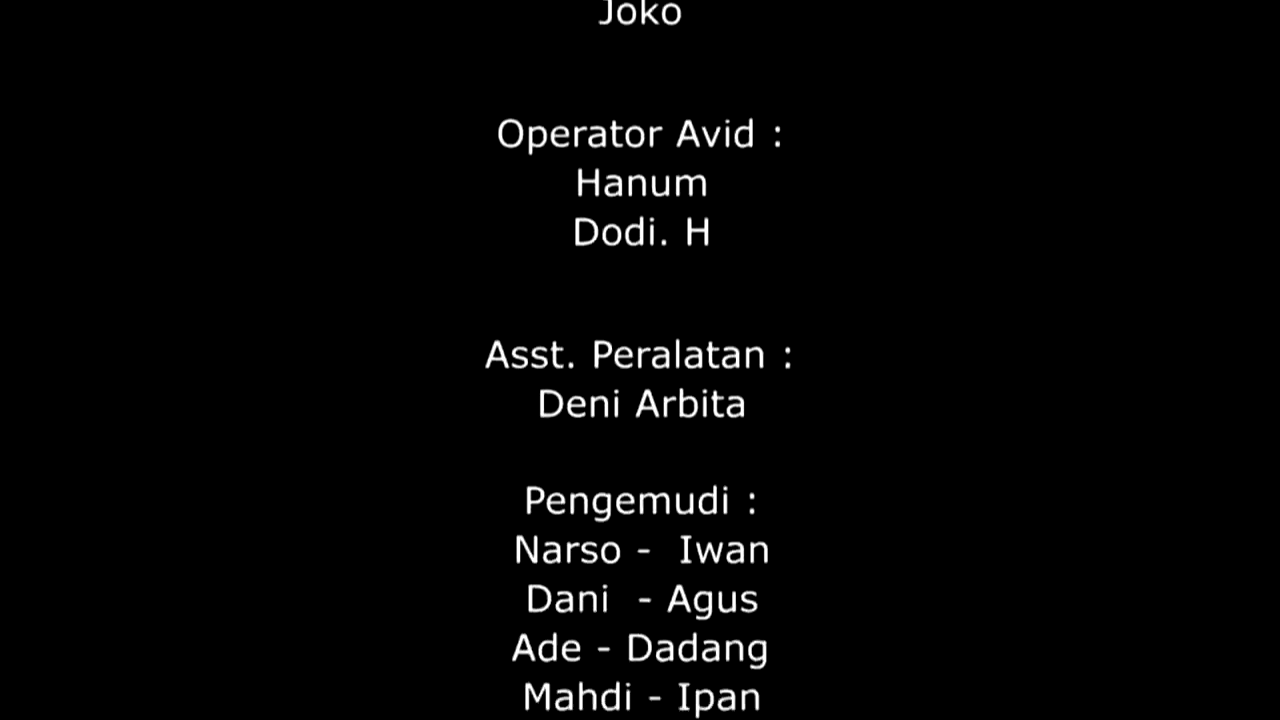 Joko
Operator Avid :
Hanum
Dodi. H
Asst. Peralatan :
Deni Arbita
Pengemudi :
Narso -  Iwan
Dani  - Agus
Ade - Dadang
Mahdi - Ipan